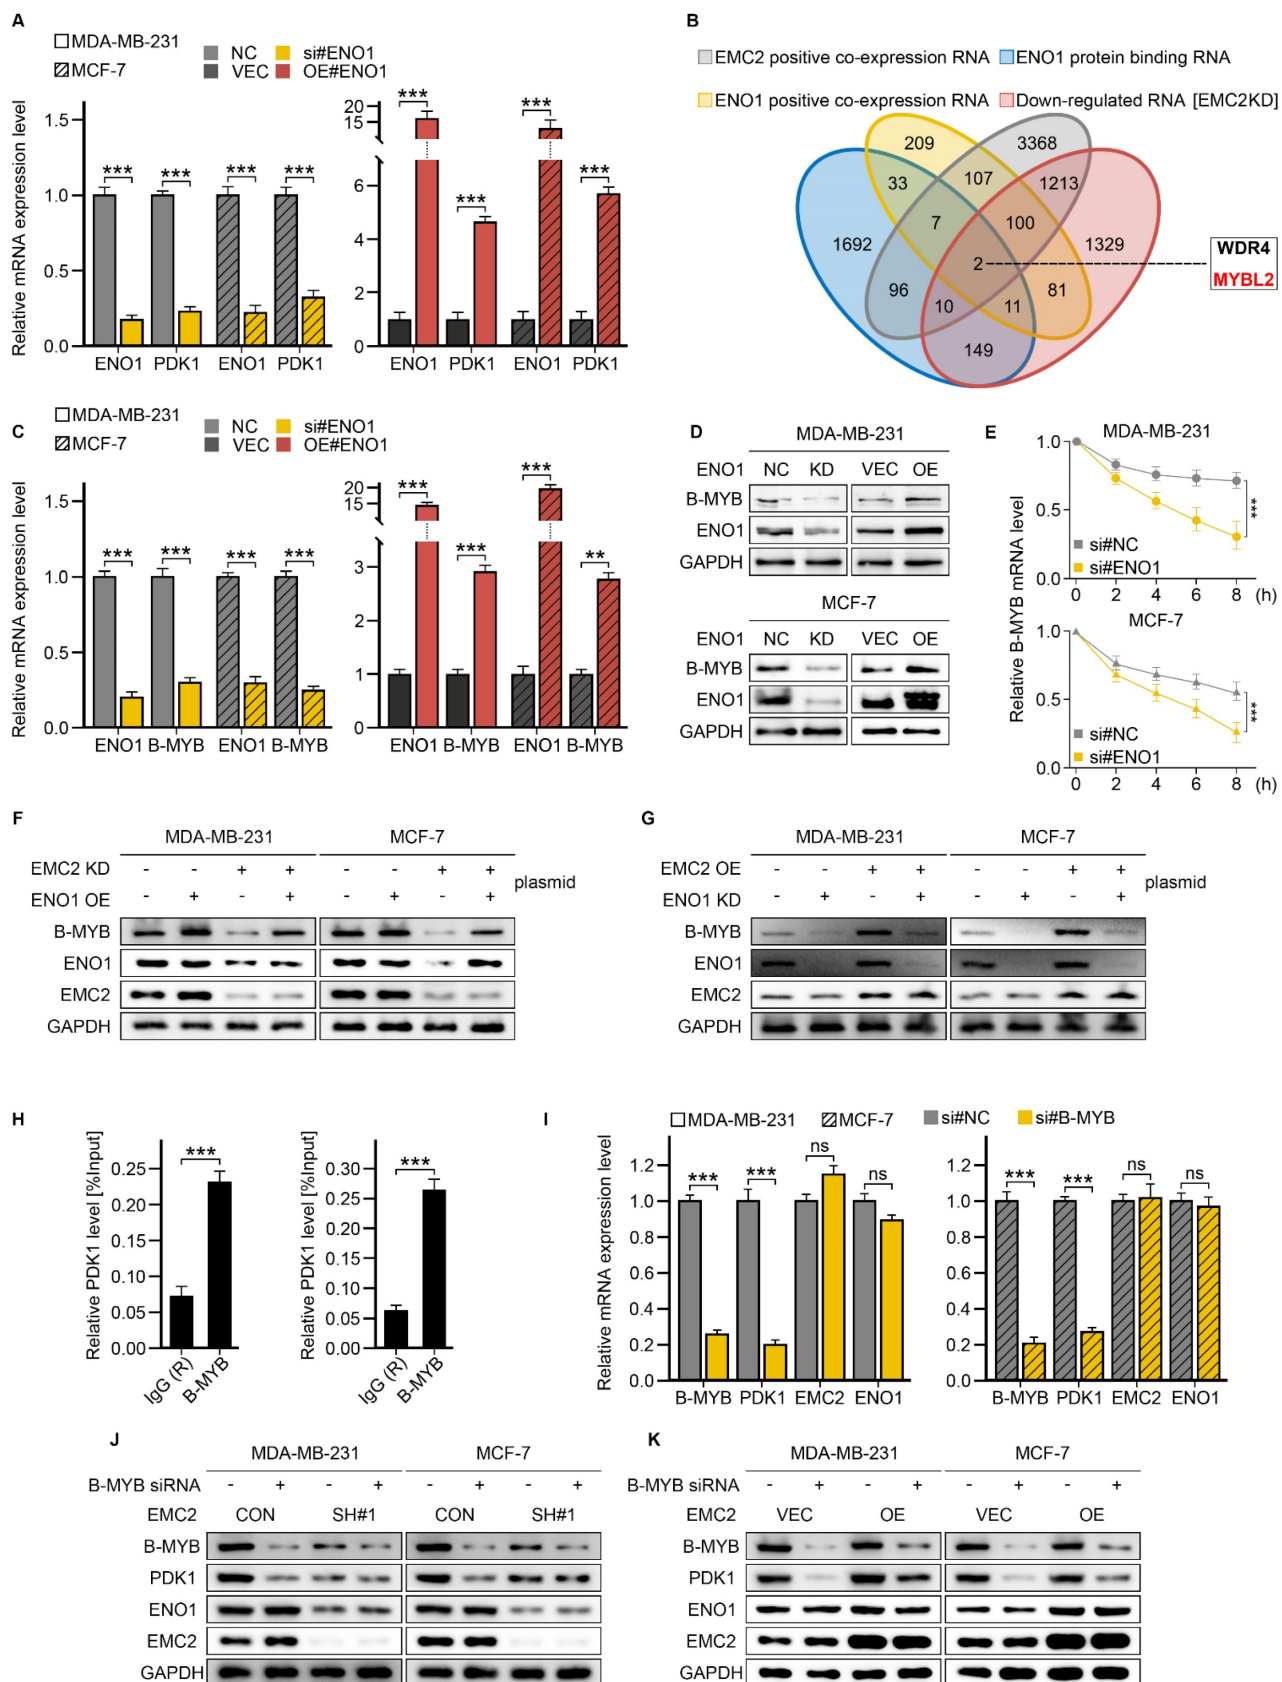 A
MDA-MB-231
MCF-7
NC si#ENO1
VEC OE#ENO1
Relative mRNA expression level
1.5
1.0
0.5
0.0
*** *** *** ***
ENO1 PDK1 ENO1 PDK1
20
15
6
4
2
0
*** *** *** ***
ENO1 PDK1 ENO1 PDK1
B
EMC2 positive co-expression RNA ENO1 protein binding RNA
ENO1 positive co-expression RNA Down-regulated RNA [EMC2KD]
209 3368
33 107 1213
1692 7 100 1329
2
96 10 11 81
149
WDR4
MYBL2
C
MDA-MB-231
MCF-7
NC si#ENO1
VEC OE#ENO1
Relative mRNA expression level
1.5
1.0
0.5
0.0
*** *** *** ***
ENO1 B-MYB ENO1 B-MYB
20
15
3
2
1
0
*** *** *** **
ENO1 B-MYB ENO1 B-MYB
D
MDA-MB-231
ENO1 NC KD VEC OE
B-MYB
ENO1
GAPDH
MCF-7
ENO1 NC KD VEC OE
B-MYB
ENO1
GAPDH
E
Relative B-MYB mRNA level
MDA-MB-231
1.0
0.5
0.0
si#NC
si#ENO1
***
0 2 4 6 8 (h)
MCF-7
1.0
0.5
0.0
si#NC
si#ENO1
***
0 2 4 6 8 (h)
F
MDA-MB-231 MCF-7
EMC2 KD - - + + - - + +
ENO1 OE - + - + - + - +
plasmid
B-MYB
ENO1
EMC2
GAPDH
G
MDA-MB-231 MCF-7
EMC2 OE - - + + - - + +
ENO1 KD - + - + - + - +
plasmid
B-MYB
ENO1
EMC2
GAPDH
H
Relative PDK1 level [%Input]
0.25
0.20
0.15
0.10
0.05
0.00
***
IgG (R) B-MYB
Relative PDK1 level [%Input]
0.30
0.25
0.20
0.15
0.10
0.05
0.00
***
IgG (R) B-MYB
I
MDA-MB-231 MCF-7 si#NC si#B-MYB
Relative mRNA expression level
1.2
1.0
0.8
0.6
0.4
0.2
0.0
*** *** ns ns
B-MYB PDK1 EMC2 ENO1
1.2
1.0
0.8
0.6
0.4
0.2
0.0
*** *** ns ns
B-MYB PDK1 EMC2 ENO1
J
MDA-MB-231 MCF-7
B-MYB siRNA - + - + - + - +
EMC2 CON SH#1 CON SH#1
B-MYB
PDK1
ENO1
EMC2
GAPDH
K
MDA-MB-231 MCF-7
B-MYB siRNA - + - + - + - +
EMC2 VEC OE VEC OE
B-MYB
PDK1
ENO1
EMC2
GAPDH